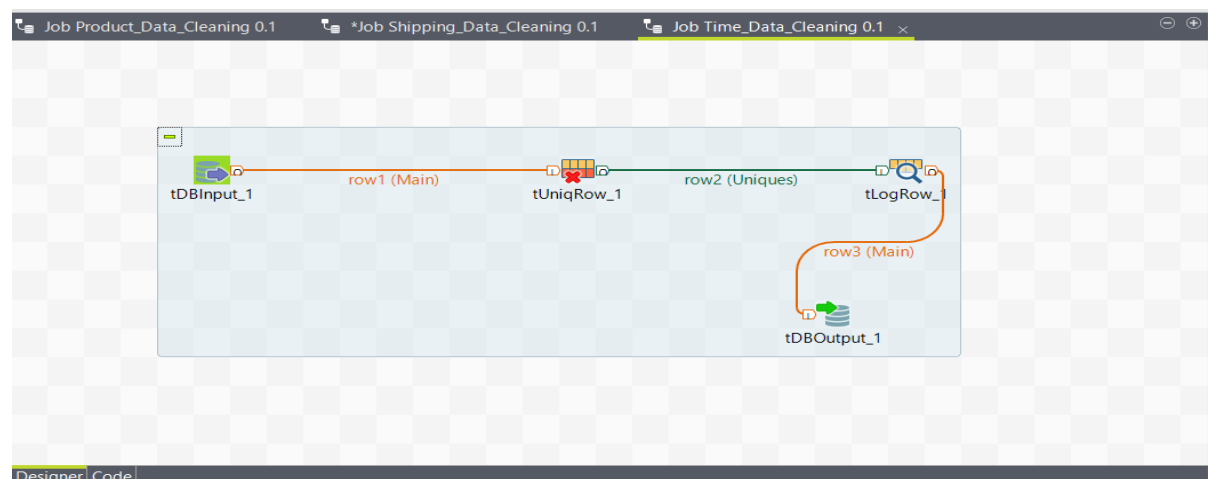 Job Product_Data_Cleaning 0.1
*Job Shipping_Data_Cleaning 0.1
Job Time_Data_Cleaning 0.1
row1 (Main)
row2 (Uniques)
tDBInput_1
tUniqRow_1
tLogRow_1
row3 (Main)
tDBOutput_1
Designer
Code